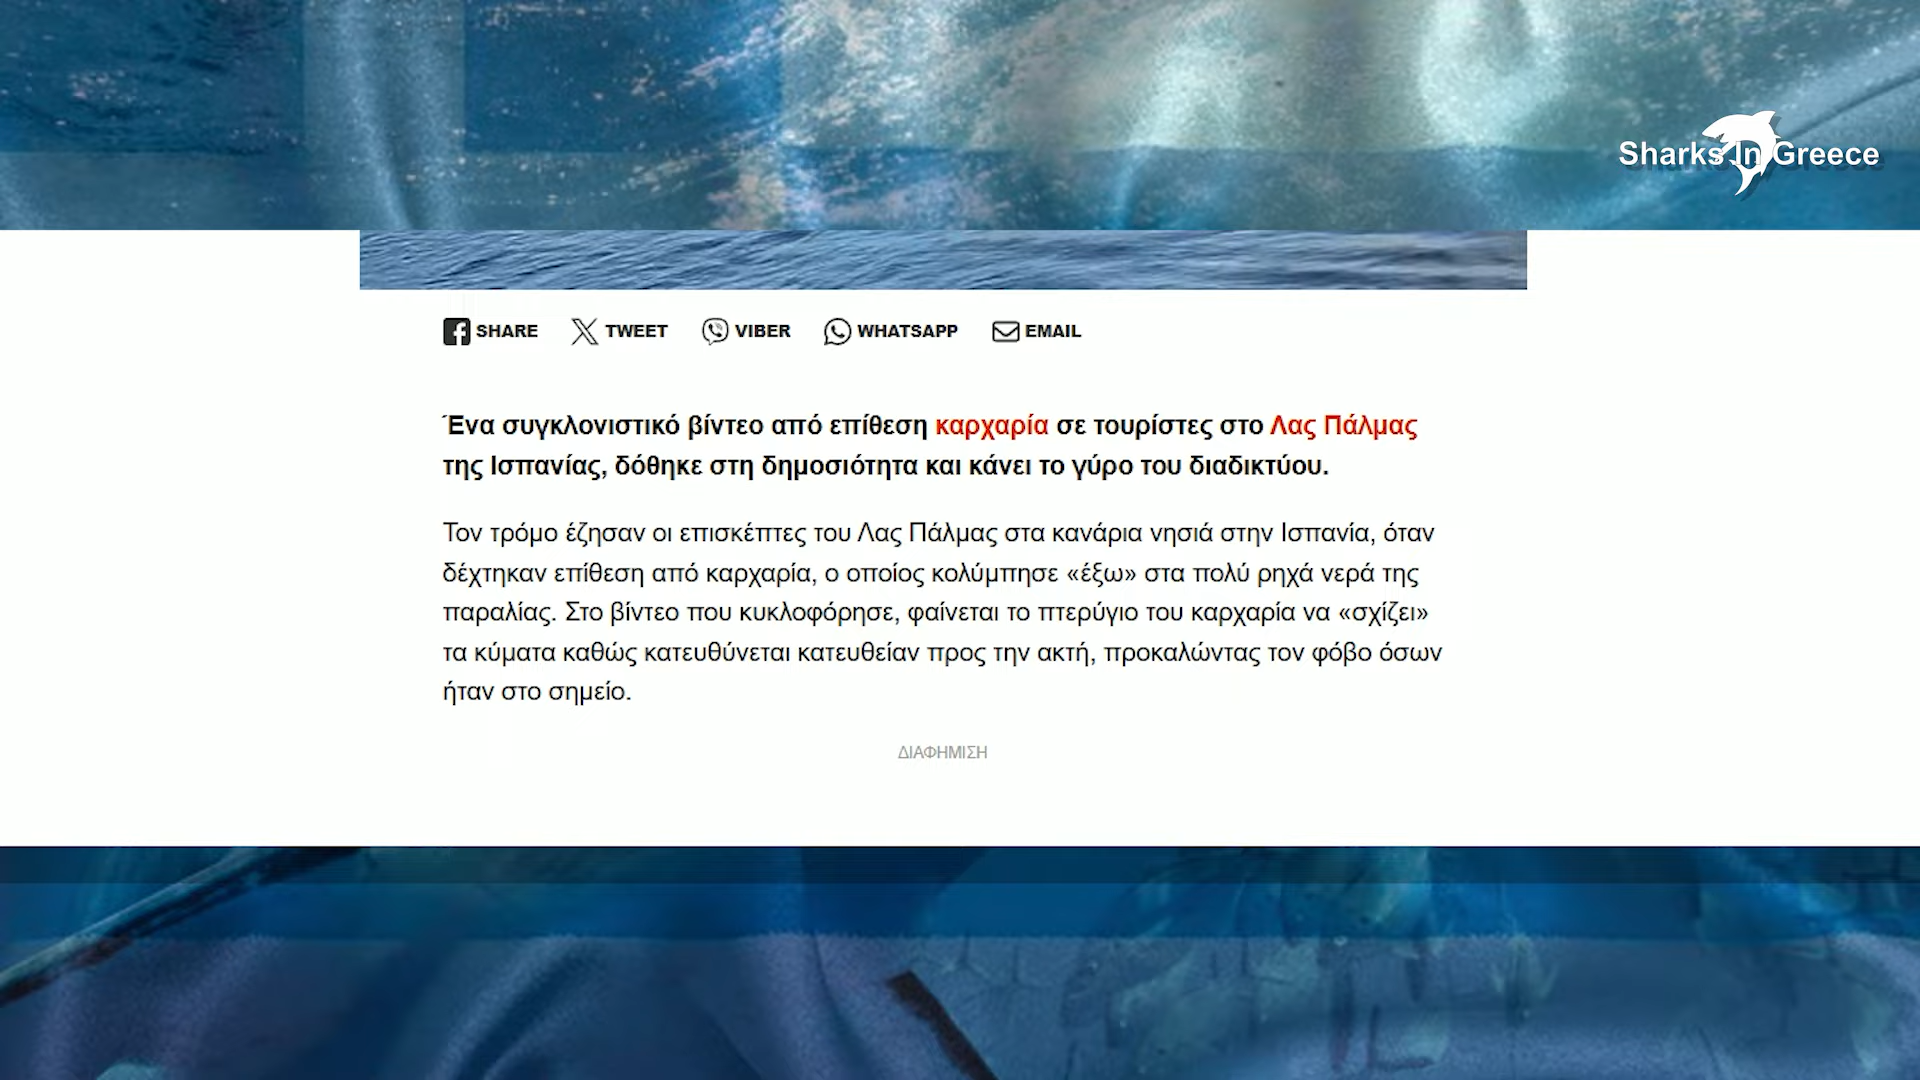 Sharks In Greece
SHARE TWEET VIBER WHATSAPP EMAIL
Ένα συγκλονιστικό βίντεο από επίθεση καρχαρία σε τουρίστες στο Λας Πάλμας
της Ισπανίας, δόθηκε στη δημοσιότητα και κάνει το γύρο του διαδικτύου.
Τον τρόμο έζησαν οι επισκέπτες του Λας Πάλμας στα κανάρια νησιά στην Ισπανία, όταν
δέχτηκαν επίθεση από καρχαρία, ο οποίος κολύμπησε «έξω» στα πολύ ρηχά νερά της
παραλίας. Στο βίντεο που κυκλοφόρησε, φαίνεται το πτερύγιο του καρχαρία να «σχίζει»
τα κύματα καθώς κατευθύνεται κατευθείαν προς την ακτή, προκαλώντας τον φόβο όσων
ήταν στο σημείο.
ΔΙΑΦΗΜΙΣΗ